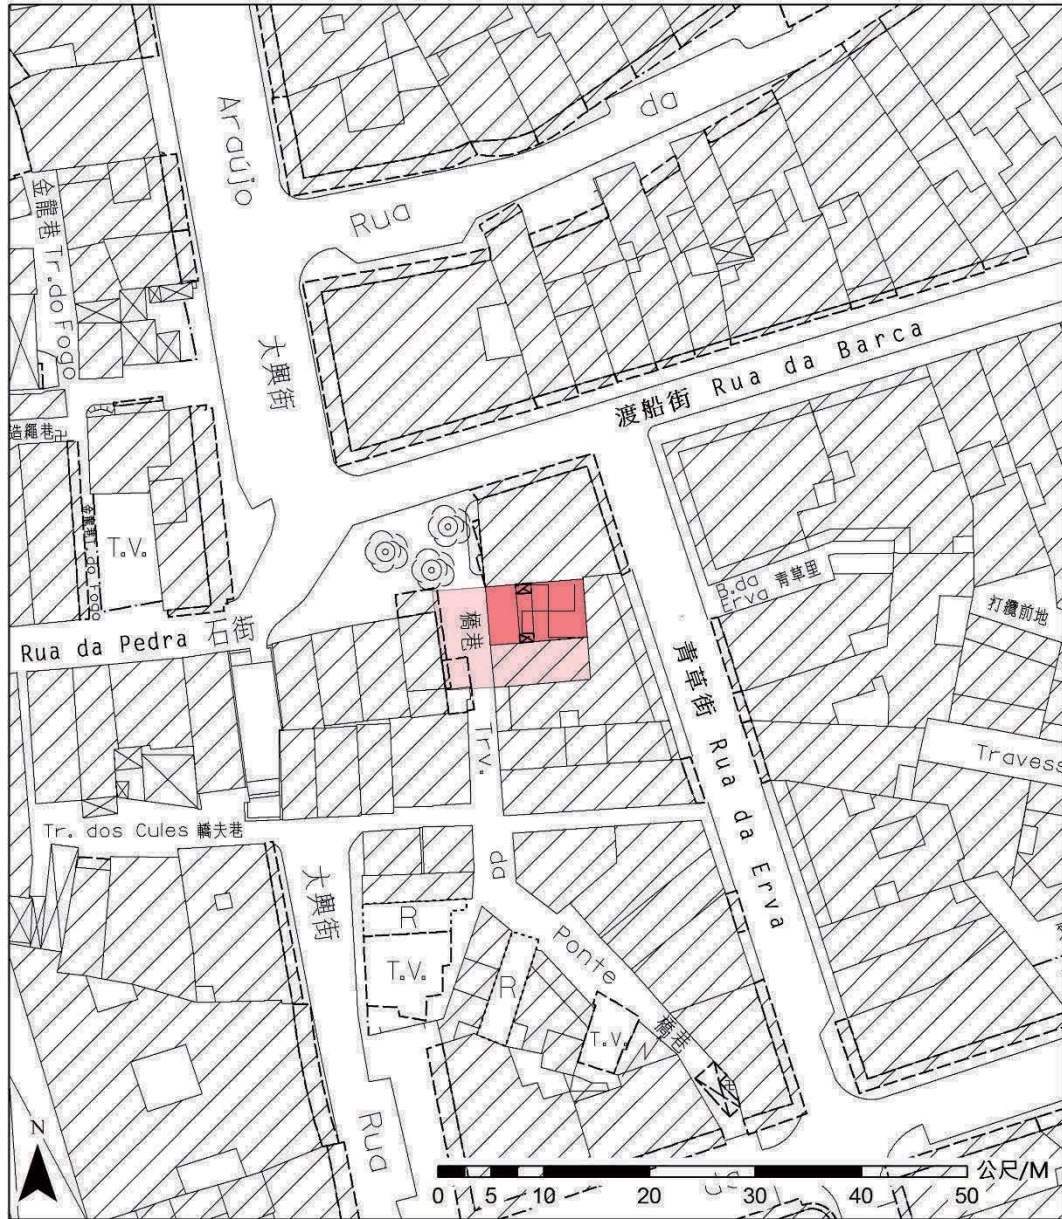 Araújo
da
Rua
金龍巷 Tr. do Fogo
大興街
渡船街 Rua da Barca
造繩巷
T.V.
B. da Erva 青草里
打纜前地
橋巷
Rua da Pedra 石街
青草街 Rua da Erva
Trv.
Travess
Tr. dos Cules 轎夫巷
da
大興街
R
Ponte
T.V.
R
T.V.
橋巷
Rua
N
公尺/M
0 5 10 20 30 40 50